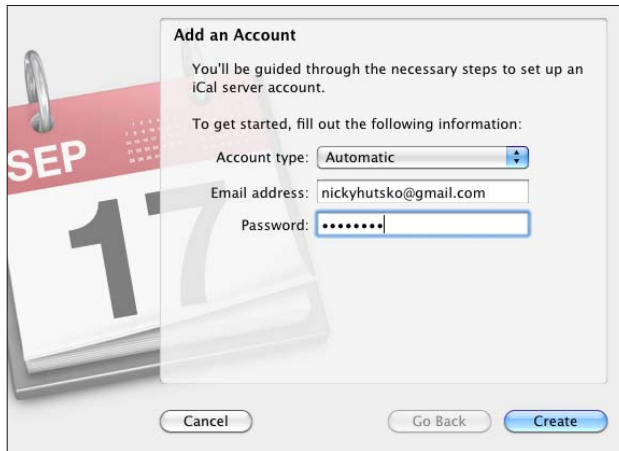 Add an Account
You'll be guided through the necessary steps to set up an
iCal server account.
To get started, fill out the following information:
Account type: Automatic
Email address: nickyhutsko@gmail.com
Password: ••••••••
SEP
17
Cancel
Go Back
Create